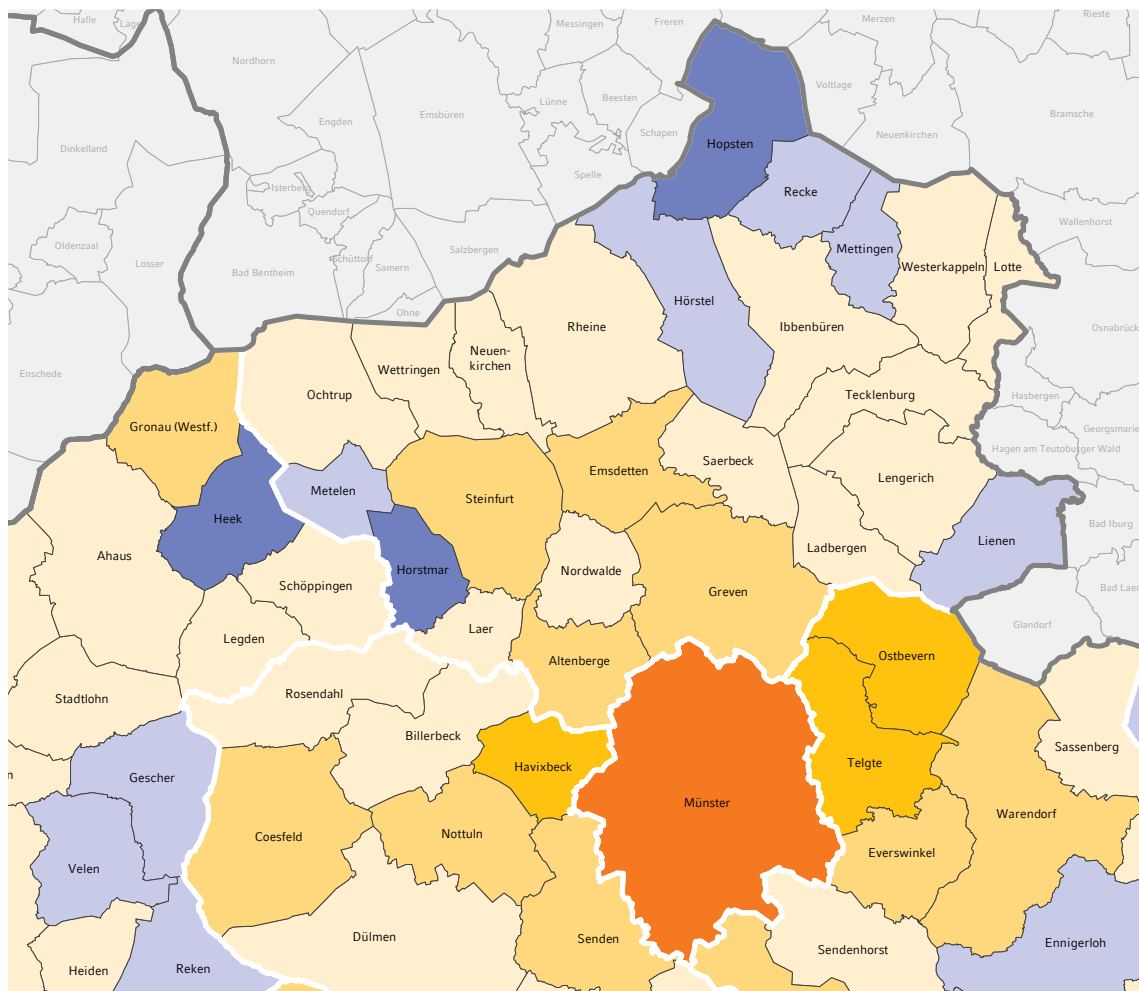 Halle
Lage
Messingen
Freren
Merzen
Rieste
Nordhorn
Voltlage
Lünne
Beesten
Emsbüren
Bramsche
Engden
Schapen
Neuenkirchen
Dinkelland
Hopsten
Spelle
Isterberg
Recke
Quendorf
Wallenhorst
Oldenzaal
Mettingen
Salzbergen
Schüttorf
Losser
Samern
Westerkappeln
Lotte
Bad Bentheim
Hörstel
Ohne
Rheine
Ibbenbüren
Osnabrück
Neuen-
kirchen
Wettringen
Enschede
Ochtrup
Tecklenburg
Hasbergen
Gronau (Westf.)
Georgsmarie
Hagen am Teutoburger Wald
Saerbeck
Emsdetten
Lengerich
Metelen
Steinfurt
Heek
Bad Iburg
Lienen
Ladbergen
Ahaus
Horstmar
Nordwalde
Schöppingen
Bad Laer
Greven
Glandorf
Laer
Legden
Ostbevern
Altenberge
Rosendahl
Stadtlohn
Billerbeck
Sassenberg
Telgte
Havixbeck
n
Gescher
Münster
Warendorf
Nottuln
Coesfeld
Everswinkel
Velen
Dülmen
Senden
Ennigerloh
Sendenhorst
Reken
Heiden